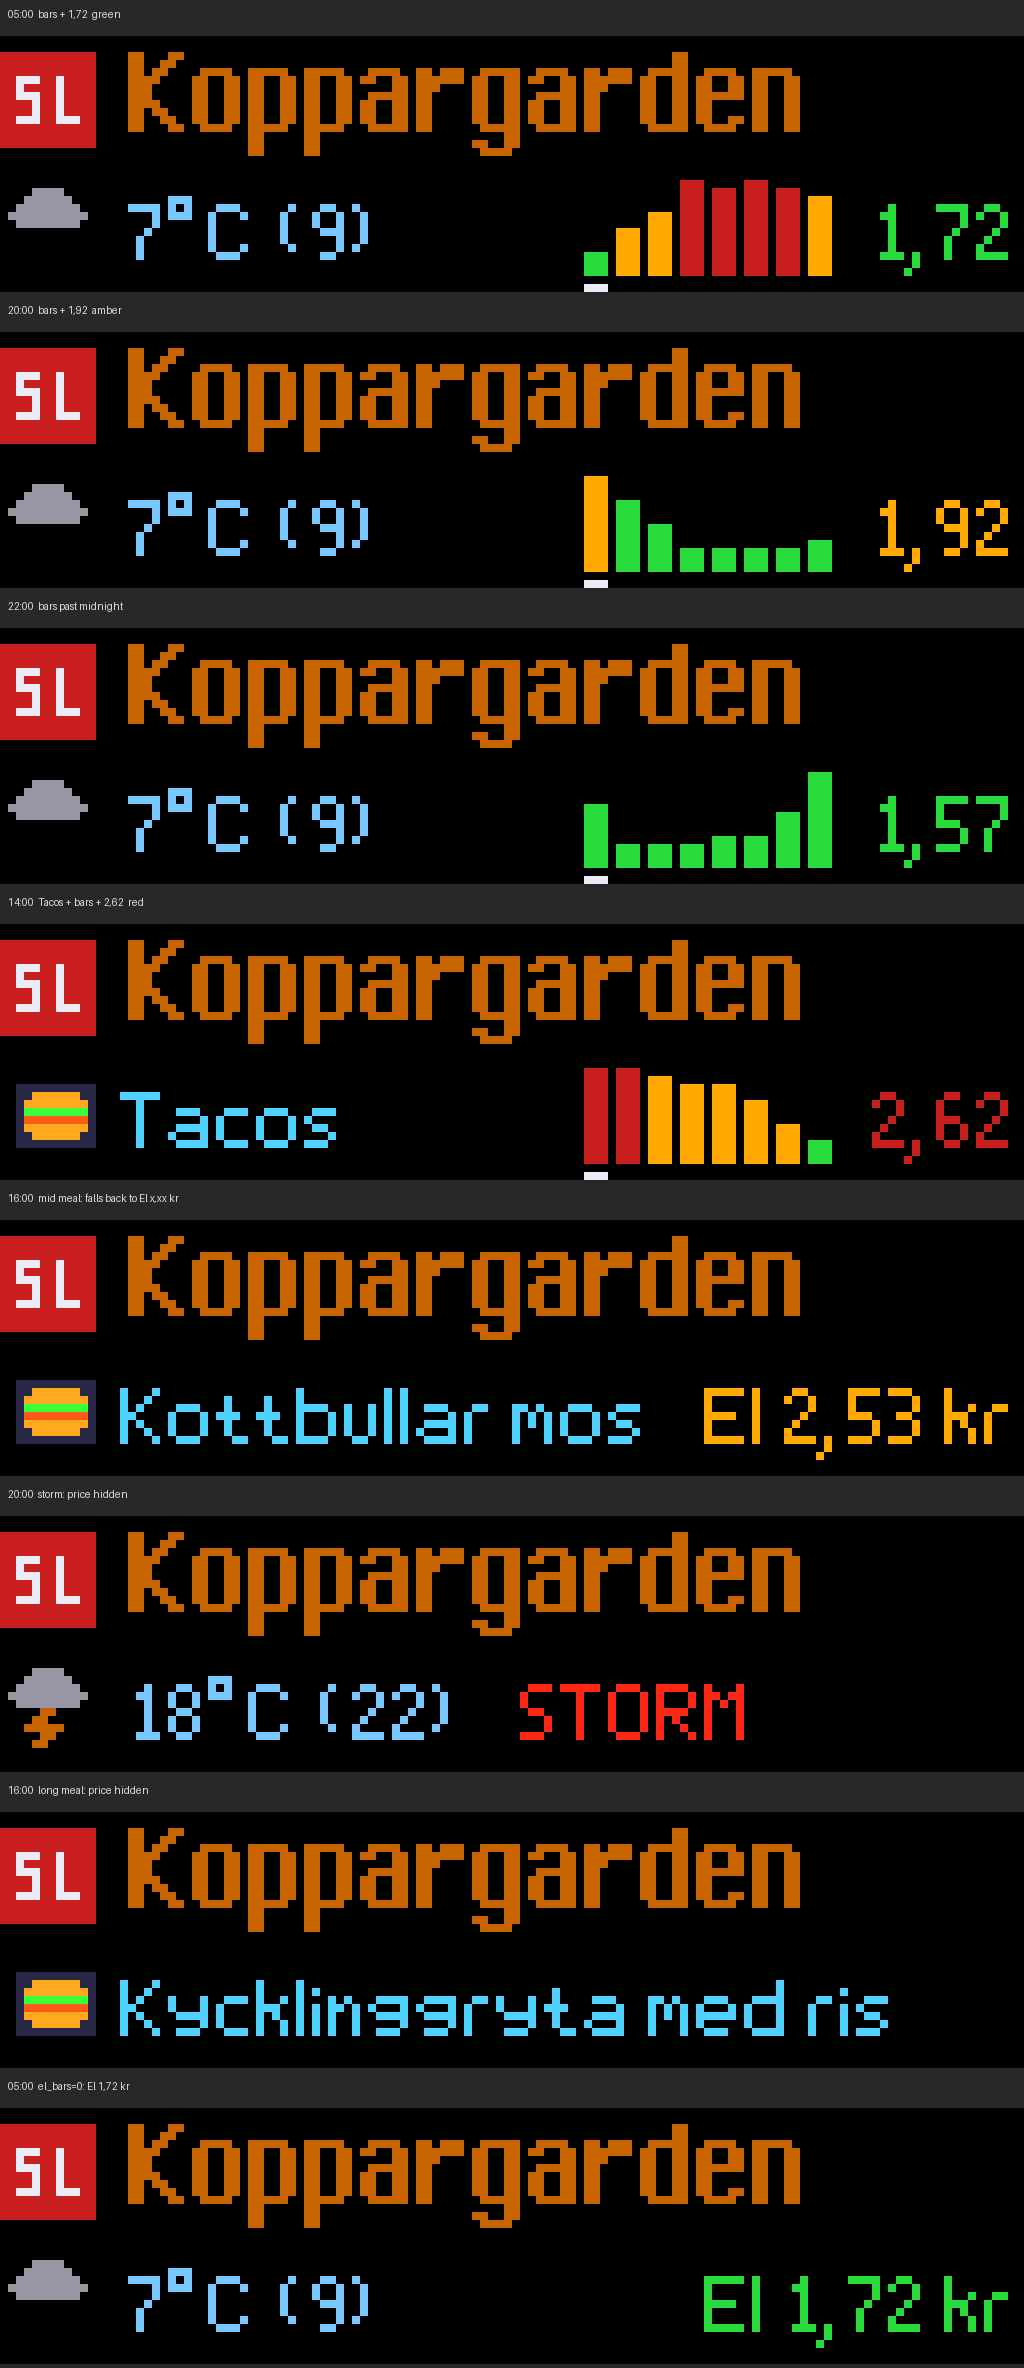 05:00 bars + 1,72 green
SL Koppargarden
7°C (9) 1,72
20:00 bars + 1,92 amber
SL Koppargarden
7°C (9) 1,92
22:00 bars past midnight
SL Koppargarden
7°C (9) 1,57
14:00 Tacos + bars + 2,62 red
SL Koppargarden
Tacos 2,62
16:00 mid meal: falls back to El x,xx kr
SL Koppargarden
Kottbullar mos El 2,53 kr
20:00 storm: price hidden
SL Koppargarden
18°C (22) STORM
16:00 long meal: price hidden
SL Koppargarden
Kycklinggryta med ris
05:00 el_bars=0: El 1,72 kr
SL Koppargarden
7°C (9) El 1,72 kr